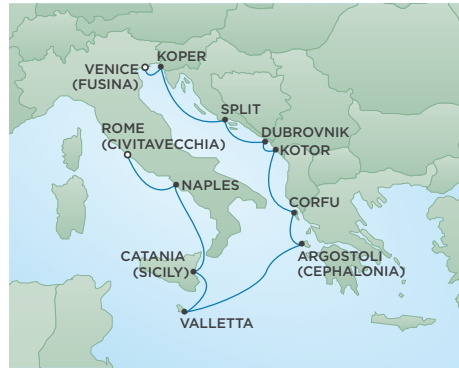 KOPER
VENICE
(FUSINA)
SPLIT
DUBROVNIK
KOTOR
ROME
(CIVITAVECCHIA)
NAPLES
CORFU
ARGOSTOLI
(CEPHALONIA)
CATANIA
(SICILY)
VALLETTA